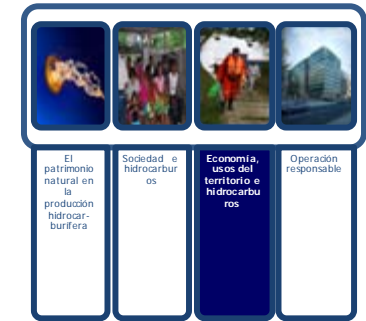 El
patrimonio
natural en
la
producción
hidrocar-
burífera
Sociedad e
hidrocarbur
os
Economía,
usos del
territorio e
hidrocarbu
ros
Operación
responsable